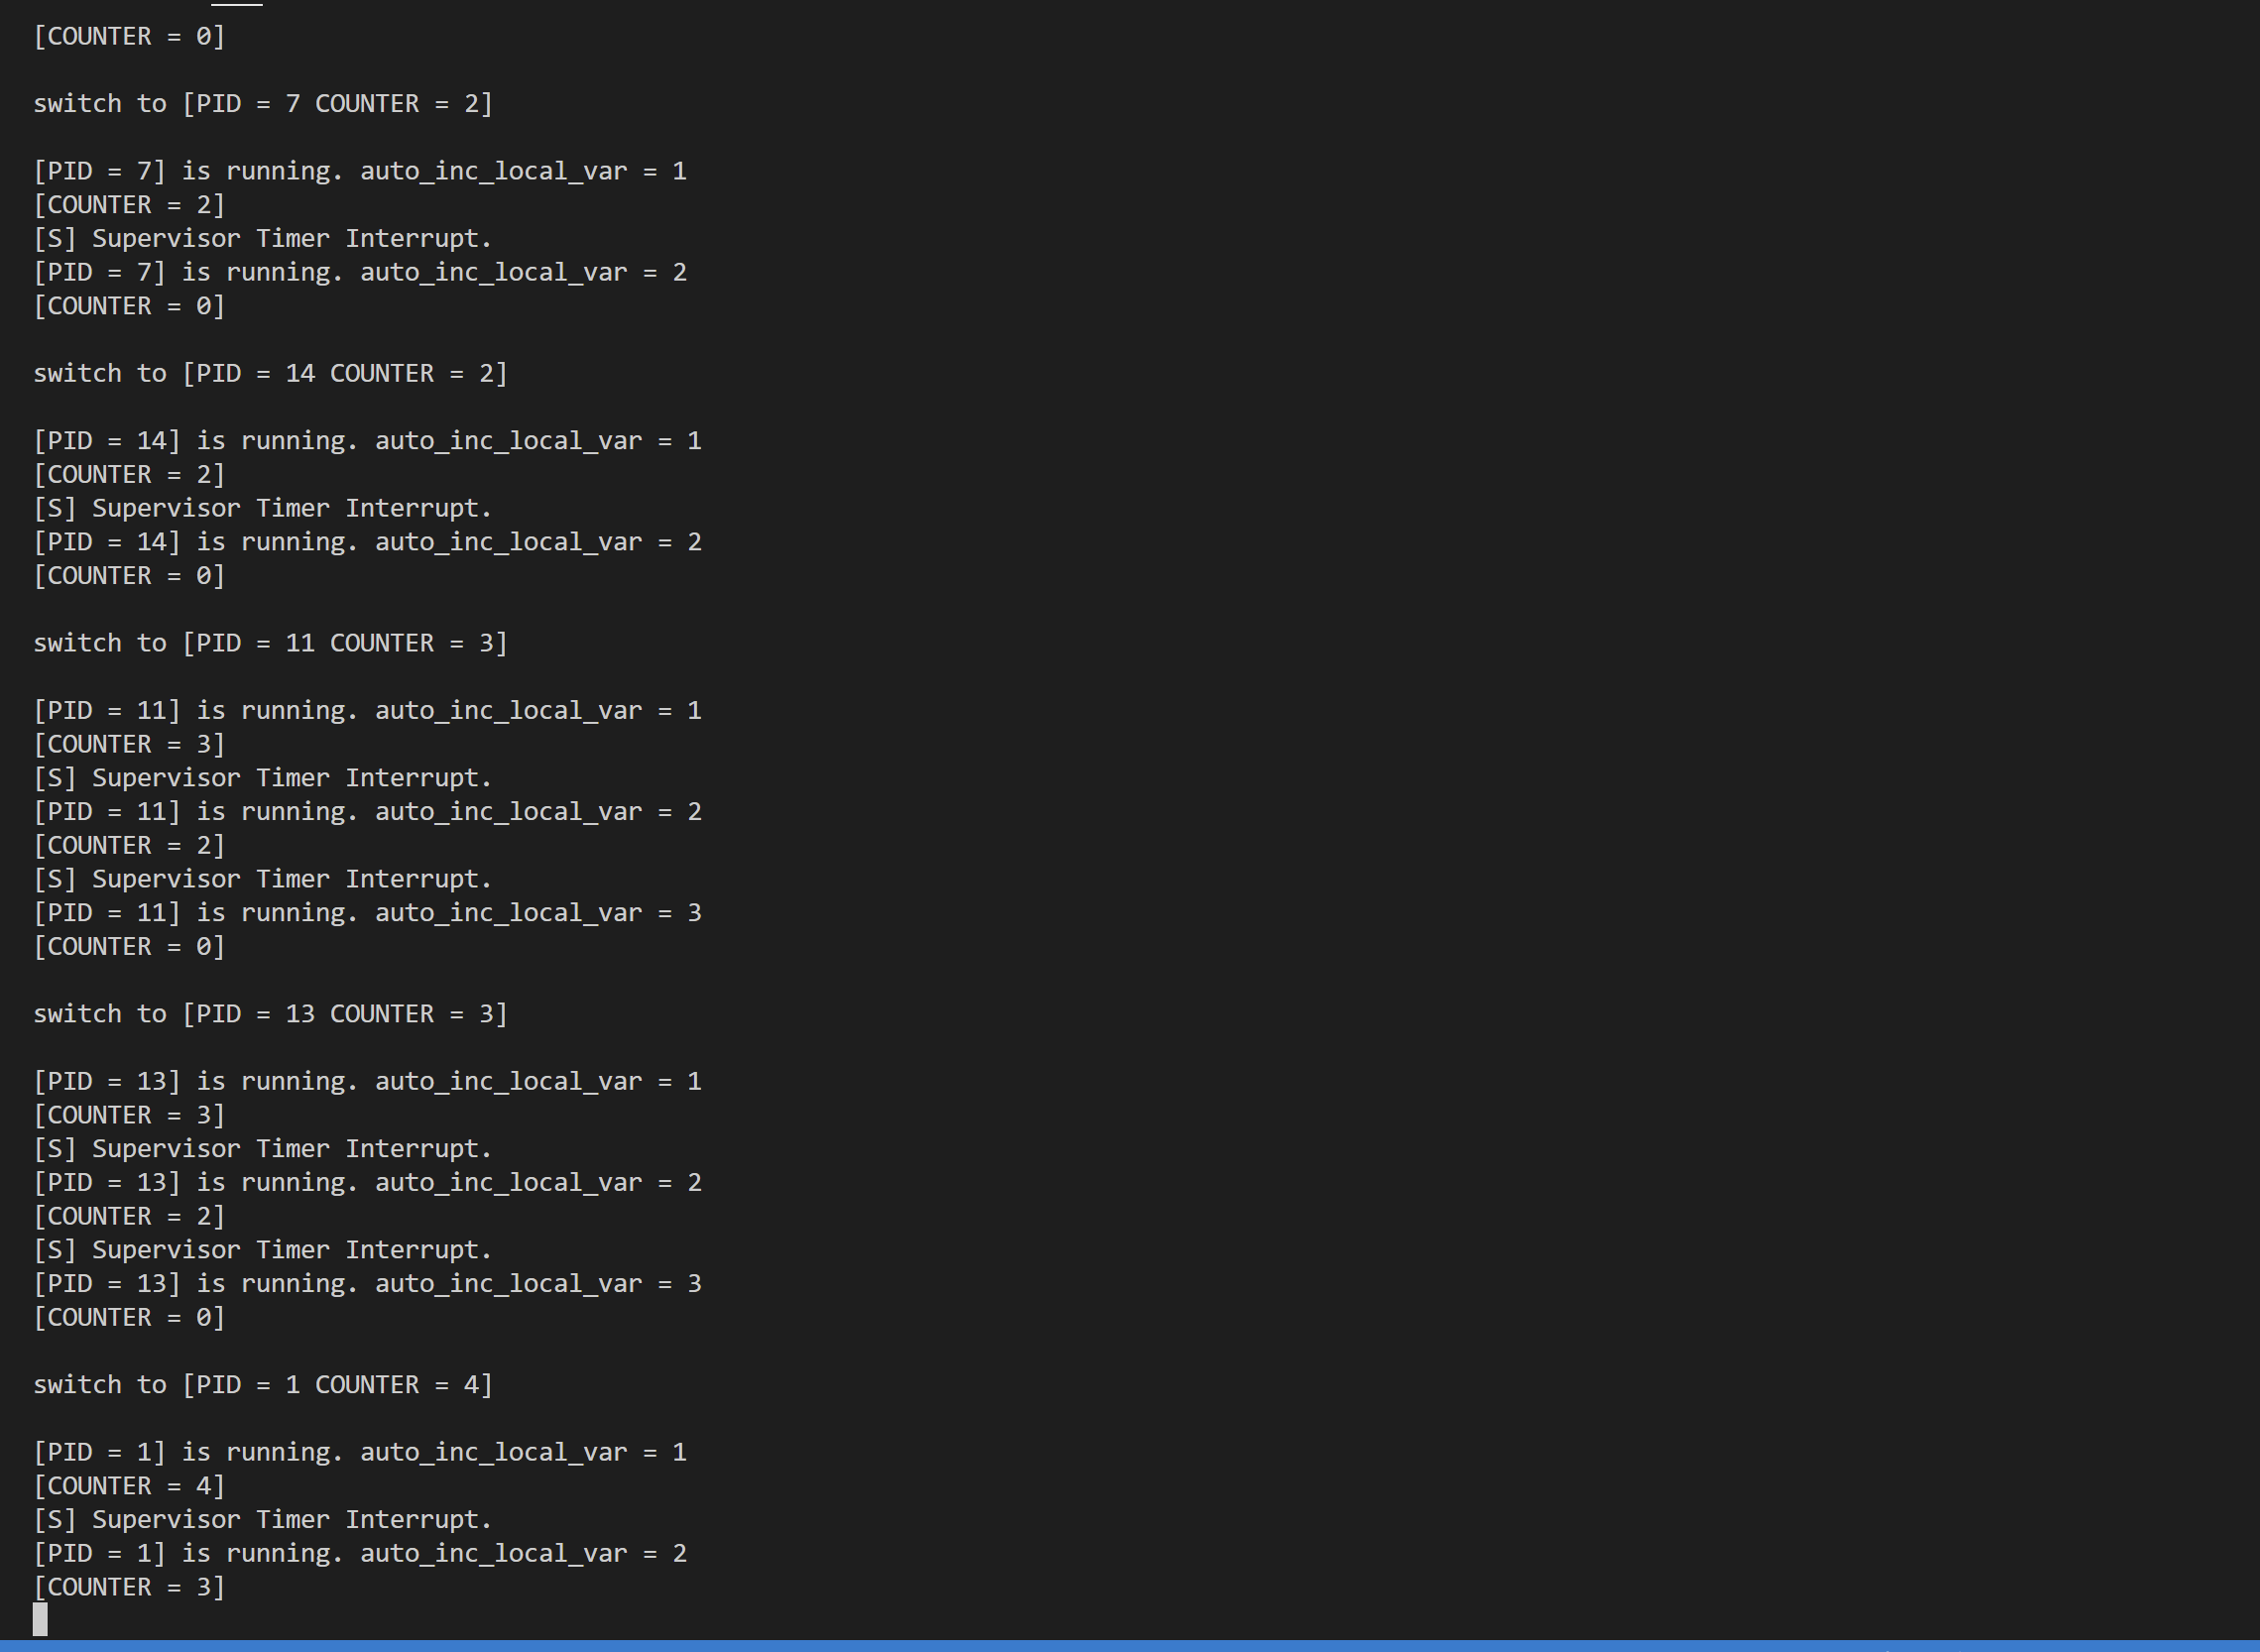 [COUNTER = 0]
switch to [PID = 7 COUNTER = 2]
[PID = 7] is running. auto_inc_local_var = 1
[COUNTER = 2]
[S] Supervisor Timer Interrupt.
[PID = 7] is running. auto_inc_local_var = 2
[COUNTER = 0]
switch to [PID = 14 COUNTER = 2]
[PID = 14] is running. auto_inc_local_var = 1
[COUNTER = 2]
[S] Supervisor Timer Interrupt.
[PID = 14] is running. auto_inc_local_var = 2
[COUNTER = 0]
switch to [PID = 11 COUNTER = 3]
[PID = 11] is running. auto_inc_local_var = 1
[COUNTER = 3]
[S] Supervisor Timer Interrupt.
[PID = 11] is running. auto_inc_local_var = 2
[COUNTER = 2]
[S] Supervisor Timer Interrupt.
[PID = 11] is running. auto_inc_local_var = 3
[COUNTER = 0]
switch to [PID = 13 COUNTER = 3]
[PID = 13] is running. auto_inc_local_var = 1
[COUNTER = 3]
[S] Supervisor Timer Interrupt.
[PID = 13] is running. auto_inc_local_var = 2
[COUNTER = 2]
[S] Supervisor Timer Interrupt.
[PID = 13] is running. auto_inc_local_var = 3
[COUNTER = 0]
switch to [PID = 1 COUNTER = 4]
[PID = 1] is running. auto_inc_local_var = 1
[COUNTER = 4]
[S] Supervisor Timer Interrupt.
[PID = 1] is running. auto_inc_local_var = 2
[COUNTER = 3]